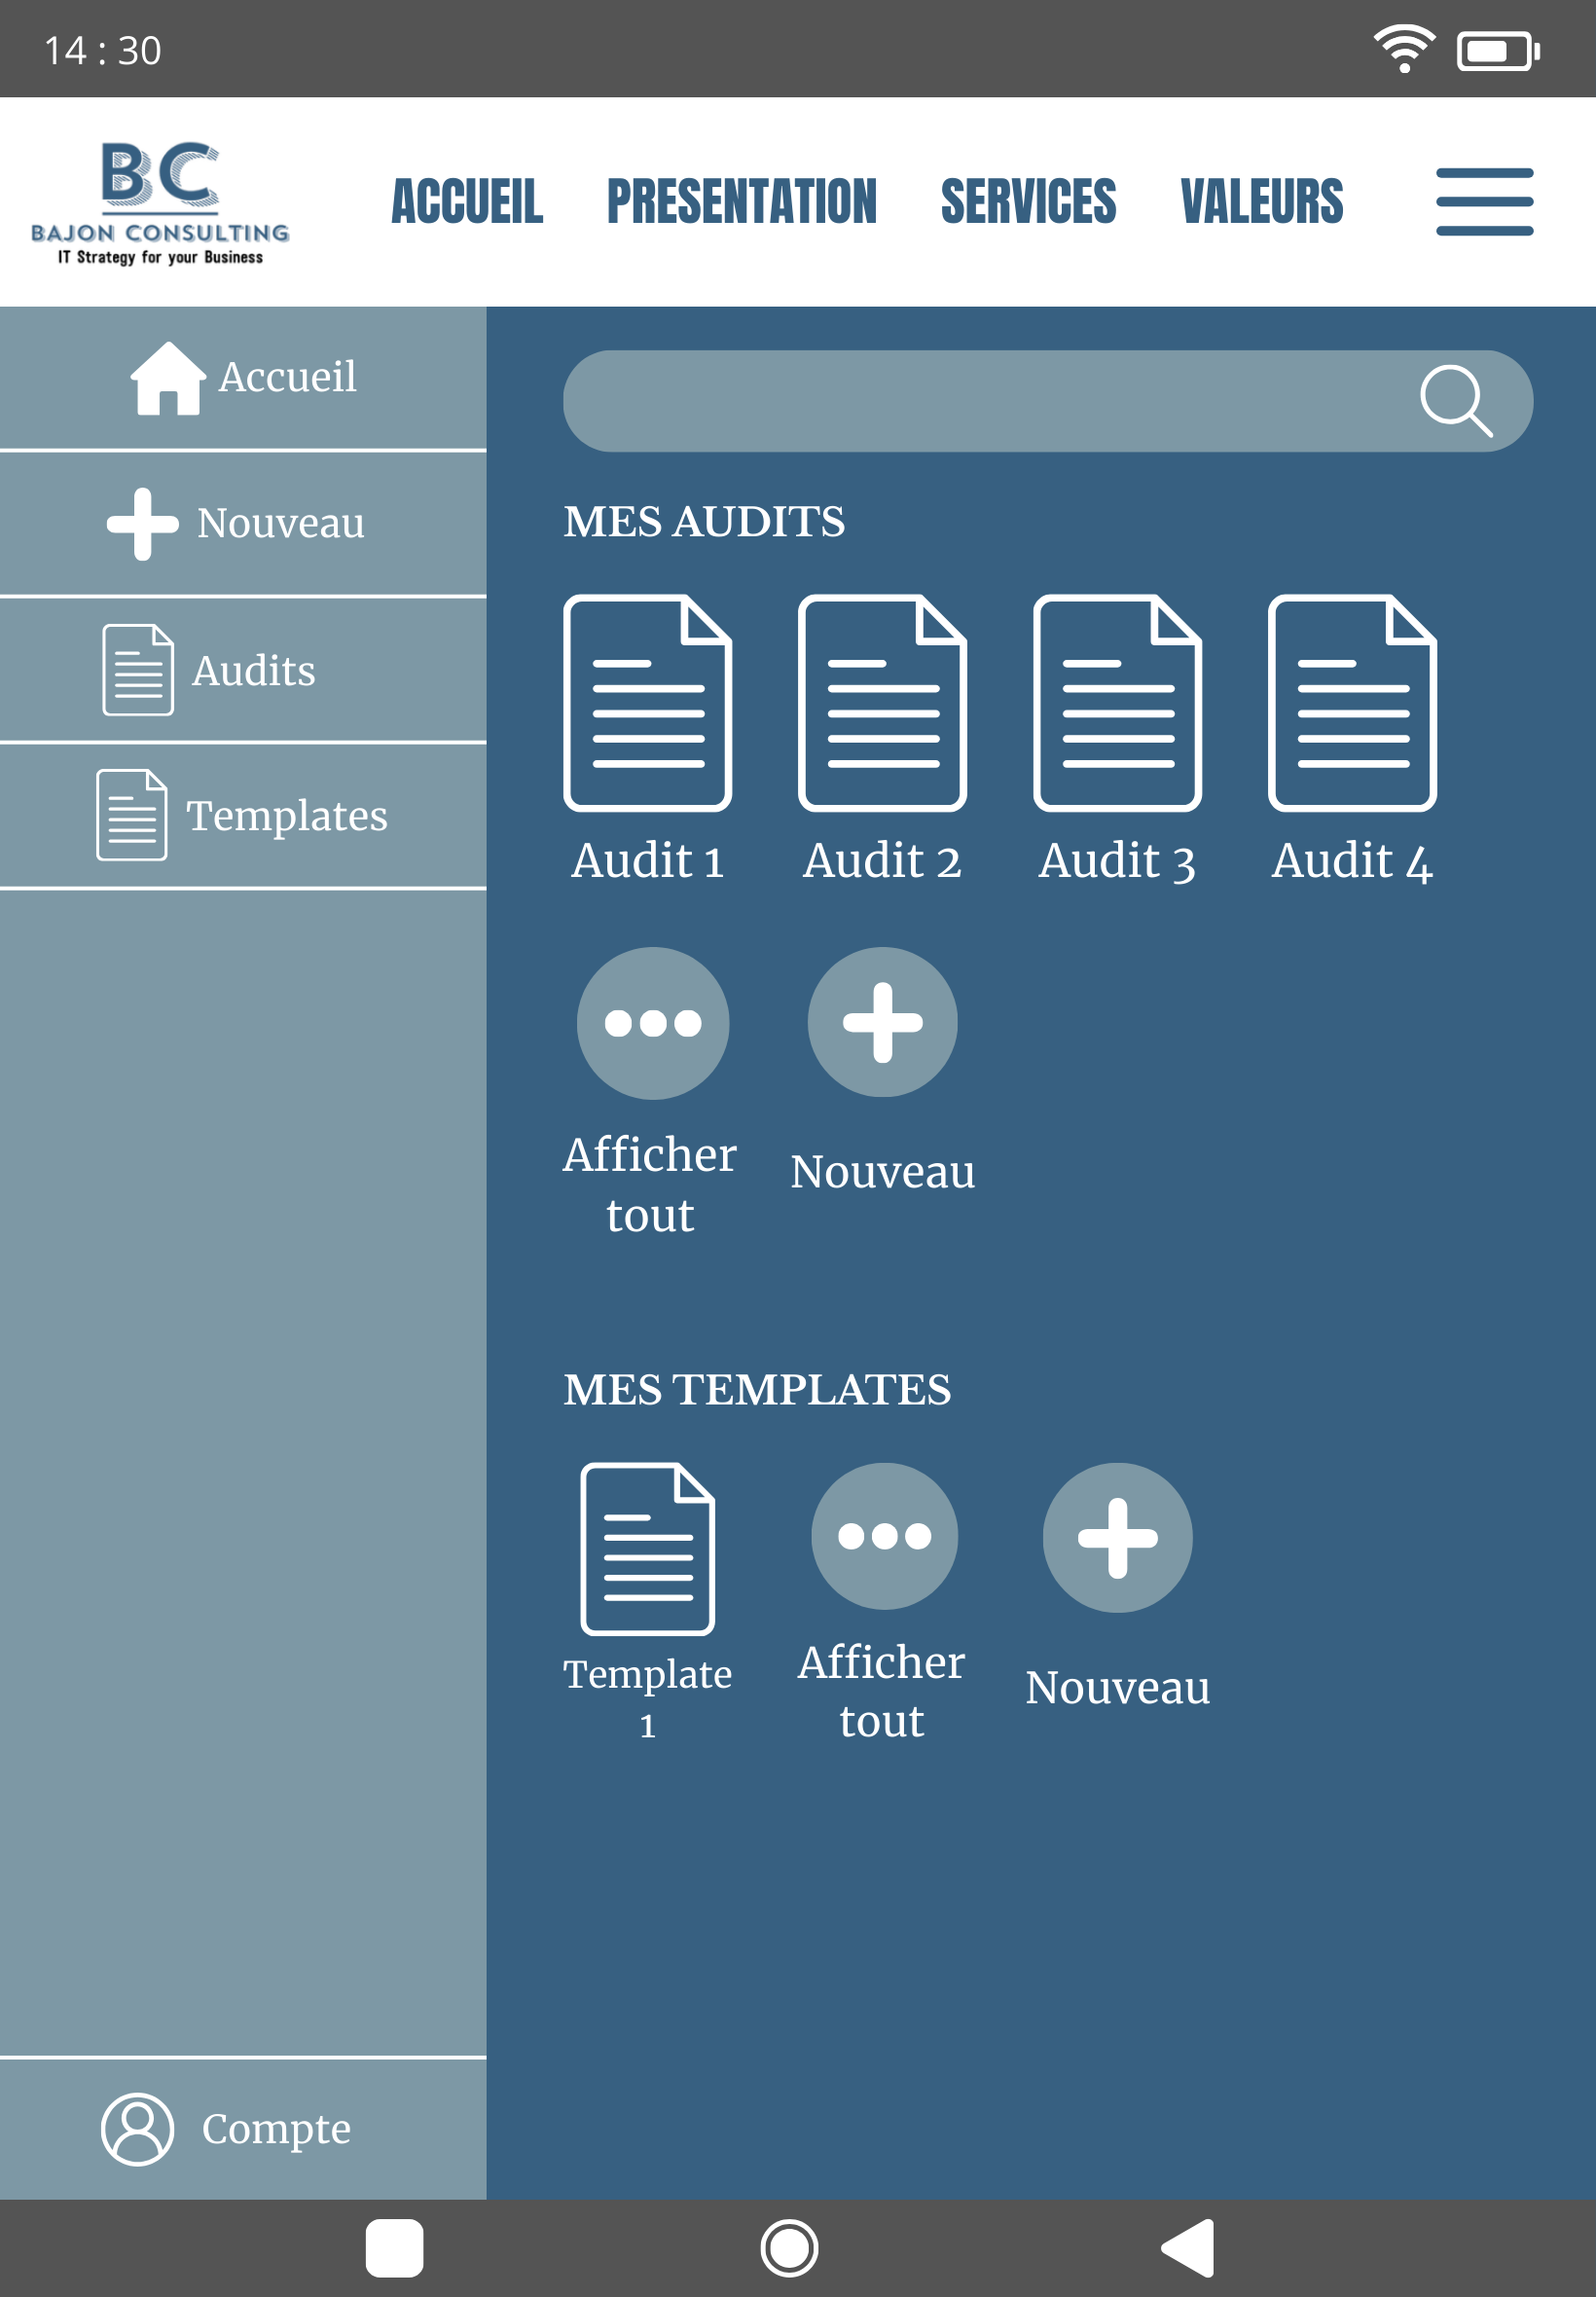 14 : 30
BC
BAJON CONSULTING
IT Strategy for your Business
ACCUEIL PRESENTATION SERVICES VALEURS
Accueil
Nouveau
Audits
Templates
Compte
MES AUDITS
Audit 1 Audit 2 Audit 3 Audit 4
Afficher
tout
Nouveau
MES TEMPLATES
Template
1
Afficher
tout
Nouveau